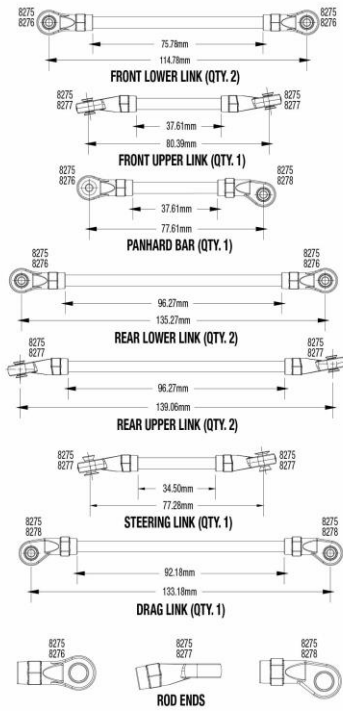 8275 8275
8276 8276
75.78mm
114.78mm
FRONT LOWER LINK (QTY. 2)
8275 8275
8277 8277
37.61mm
80.39mm
FRONT UPPER LINK (QTY. 1)
8275 8275
8276 8278
37.61mm
77.61mm
PANHARD BAR (QTY. 1)
8275 8275
8276 8276
96.27mm
135.27mm
REAR LOWER LINK (QTY. 2)
8275 8275
8277 8277
96.27mm
139.06mm
REAR UPPER LINK (QTY. 2)
8275 8275
8277 8277
34.50mm
77.28mm
STEERING LINK (QTY. 1)
8275 8275
8278 8278
92.18mm
133.18mm
DRAG LINK (QTY. 1)
8275 8275 8275
8276 8277 8278
ROD ENDS